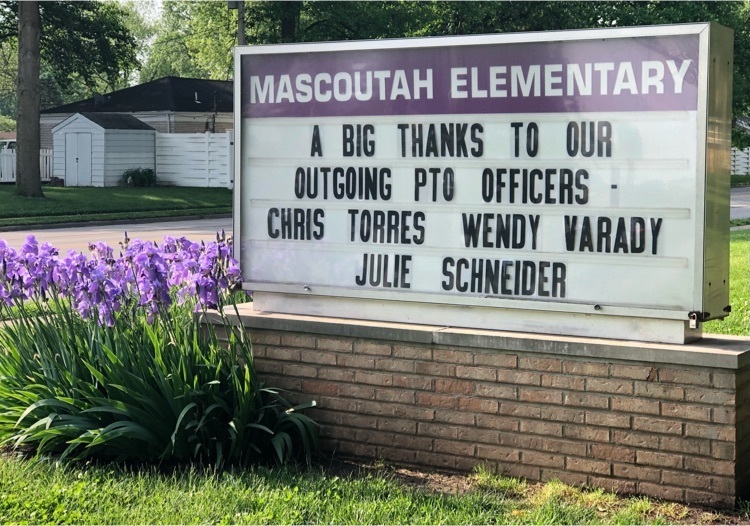 MASCOUTAH ELEMENTARY
A BIG THANKS TO OUR
OUTGOING PTO OFFICERS -
CHRIS TORRES WENDY VARADY
JULIE SCHNEIDER